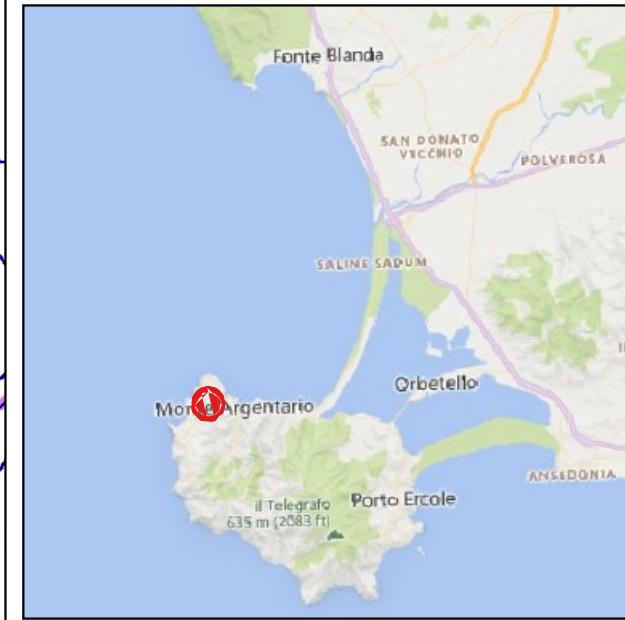 Fonte Blanda
SAN DONATO
VECCHIO
POLVEROSA
SALINE SADUM
Orbetello
Monte Argentario
ANSEDONIA
Porto Ercole
il Telegrafo
635 m (2083 ft)